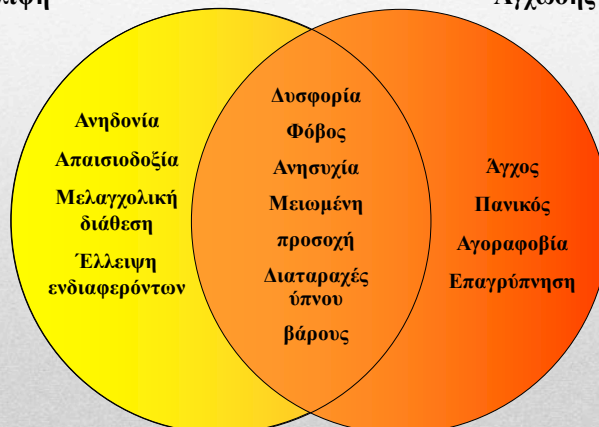 Ανηδονία
Απαισιοδοξία
Μελαγχολική
διάθεση
Έλλειψη
ενδιαφερόντων
Δυσφορία
Φόβος
Ανησυχία
Μειωμένη
προσοχή
Διαταραχές
ύπνου
βάρους
Άγχος
Πανικός
Αγοραφοβία
Επαγρύπνηση